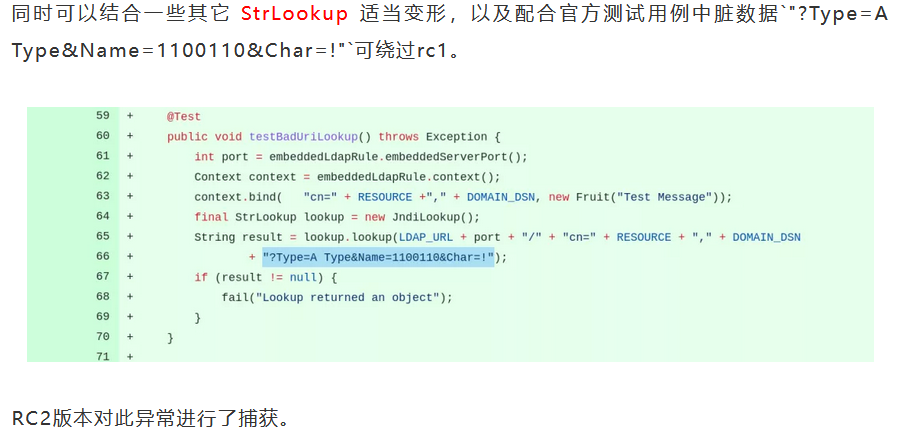 同时可以结合一些其它 StrLookup 适当变形，以及配合官方测试用例中脏数据`"?Type=A
Type&Name=1100110&Char=!"`可绕过rc1。
59 + @Test
60 + public void testBadUriLookup() throws Exception {
61 + int port = embeddedLdapRule.embeddedServerPort();
62 + Context context = embeddedLdapRule.context();
63 + context.bind( "cn=" + RESOURCE +"," + DOMAIN_DSN, new Fruit("Test Message"));
64 + final StrLookup lookup = new JndiLookup();
65 + String result = lookup.lookup(LDAP_URL + port + "/" + "cn=" + RESOURCE + "," + DOMAIN_DSN
66 + + "?Type=A Type&Name=1100110&Char=!");
67 + if (result != null) {
68 + fail("Lookup returned an object");
69 + }
70 + }
71 +
RC2版本对此异常进行了捕获。